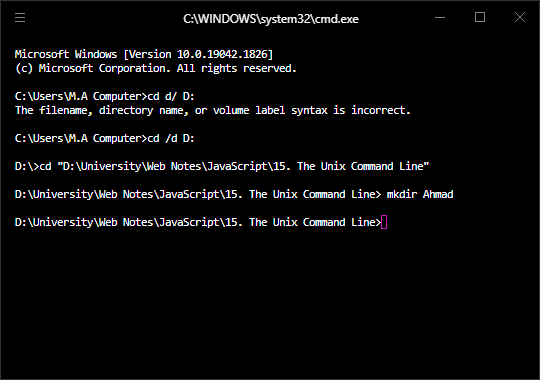 C:\WINDOWS\system32\cmd.exe
Microsoft Windows [Version 10.0.19042.1826]
(c) Microsoft Corporation. All rights reserved.
C:\Users\M.A Computer>cd d/ D:
The filename, directory name, or volume label syntax is incorrect.
C:\Users\M.A Computer>cd /d D:
D:\>cd "D:\University\Web Notes\JavaScript\15. The Unix Command Line"
D:\University\Web Notes\JavaScript\15. The Unix Command Line> mkdir Ahmad
D:\University\Web Notes\JavaScript\15. The Unix Command Line>